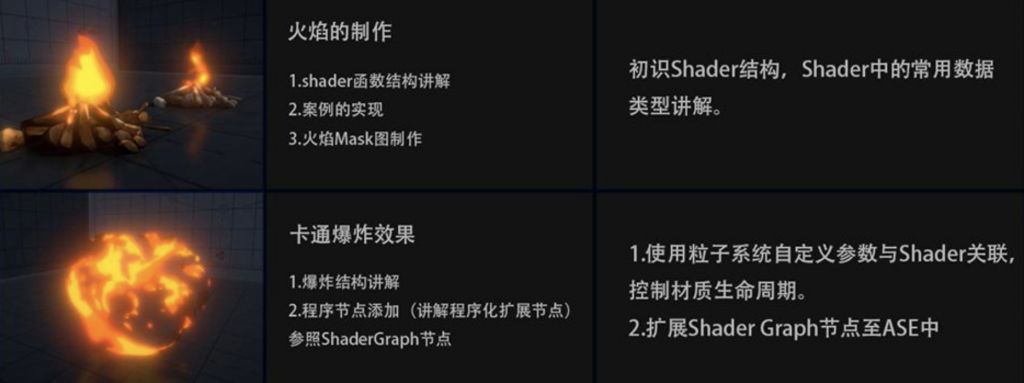 火焰的制作
1.shader函数结构讲解
2.案例的实现
3.火焰Mask图制作
初识Shader结构，Shader中的常用数据
类型讲解。
卡通爆炸效果
1.爆炸结构讲解
2.程序节点添加（讲解程序化扩展节点）
参照ShaderGraph节点
1.使用粒子系统自定义参数与Shader关联，
控制材质生命周期。
2.扩展Shader Graph节点至ASE中